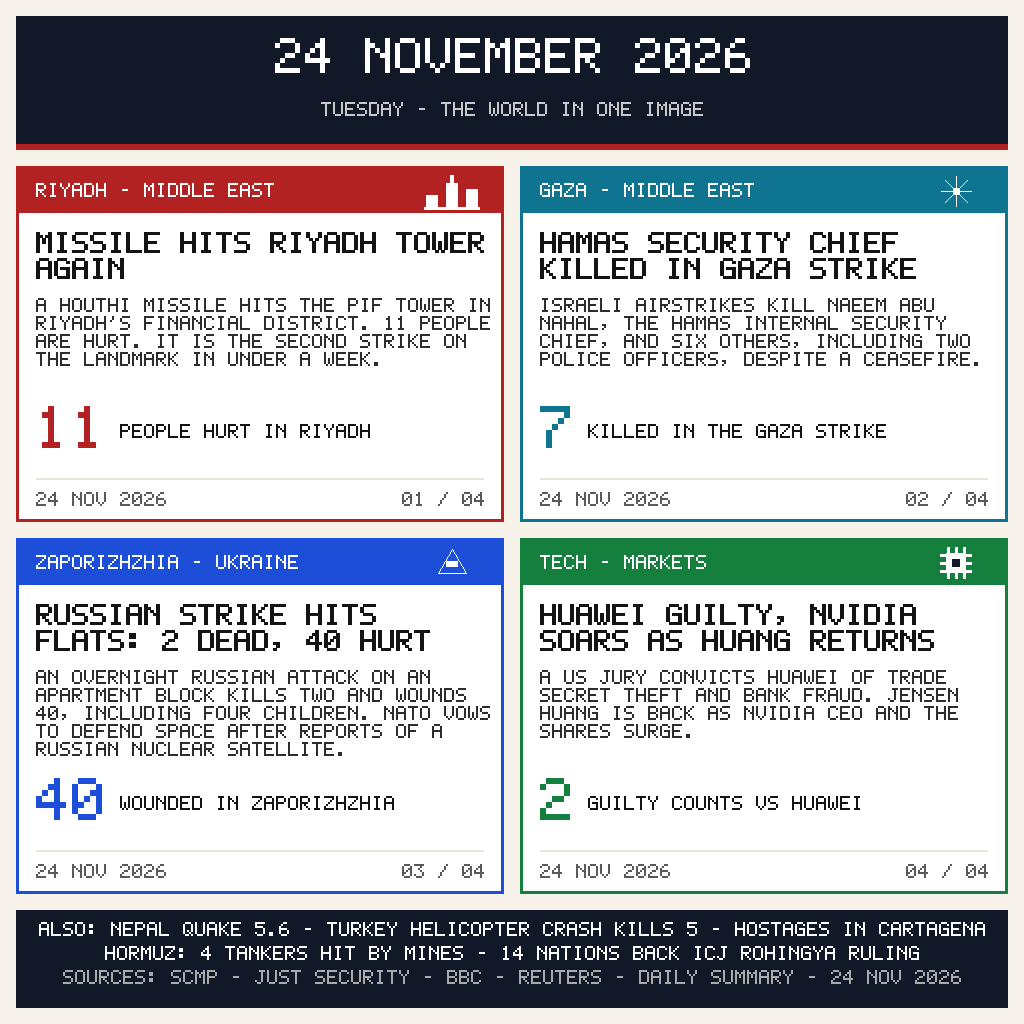 24 NOVEMBER 2026
TUESDAY - THE WORLD IN ONE IMAGE
RIYADH - MIDDLE EAST
MISSILE HITS RIYADH TOWER
AGAIN
A HOUTHI MISSILE HITS THE PIF TOWER IN
RIYADH'S FINANCIAL DISTRICT. 11 PEOPLE
ARE HURT. IT IS THE SECOND STRIKE ON
THE LANDMARK IN UNDER A WEEK.
11 PEOPLE HURT IN RIYADH
24 NOV 2026 01 / 04
GAZA - MIDDLE EAST
HAMAS SECURITY CHIEF
KILLED IN GAZA STRIKE
ISRAELI AIRSTRIKES KILL NAEEM ABU
NAHAL, THE HAMAS INTERNAL SECURITY
CHIEF, AND SIX OTHERS, INCLUDING TWO
POLICE OFFICERS, DESPITE A CEASEFIRE.
7 KILLED IN THE GAZA STRIKE
24 NOV 2026 02 / 04
ZAPORIZHZHIA - UKRAINE
RUSSIAN STRIKE HITS
FLATS: 2 DEAD, 40 HURT
AN OVERNIGHT RUSSIAN ATTACK ON AN
APARTMENT BLOCK KILLS TWO AND WOUNDS
40, INCLUDING FOUR CHILDREN. NATO VOWS
TO DEFEND SPACE AFTER REPORTS OF A
RUSSIAN NUCLEAR SATELLITE.
40 WOUNDED IN ZAPORIZHZHIA
24 NOV 2026 03 / 04
TECH - MARKETS
HUAWEI GUILTY, NVIDIA
SOARS AS HUANG RETURNS
A US JURY CONVICTS HUAWEI OF TRADE
SECRET THEFT AND BANK FRAUD. JENSEN
HUANG IS BACK AS NVIDIA CEO AND THE
SHARES SURGE.
2 GUILTY COUNTS VS HUAWEI
24 NOV 2026 04 / 04
ALSO: NEPAL QUAKE 5.6 - TURKEY HELICOPTER CRASH KILLS 5 - HOSTAGES IN CARTAGENA
HORMUZ: 4 TANKERS HIT BY MINES - 14 NATIONS BACK ICJ ROHINGYA RULING
SOURCES: SCMP - JUST SECURITY - BBC - REUTERS - DAILY SUMMARY - 24 NOV 2026